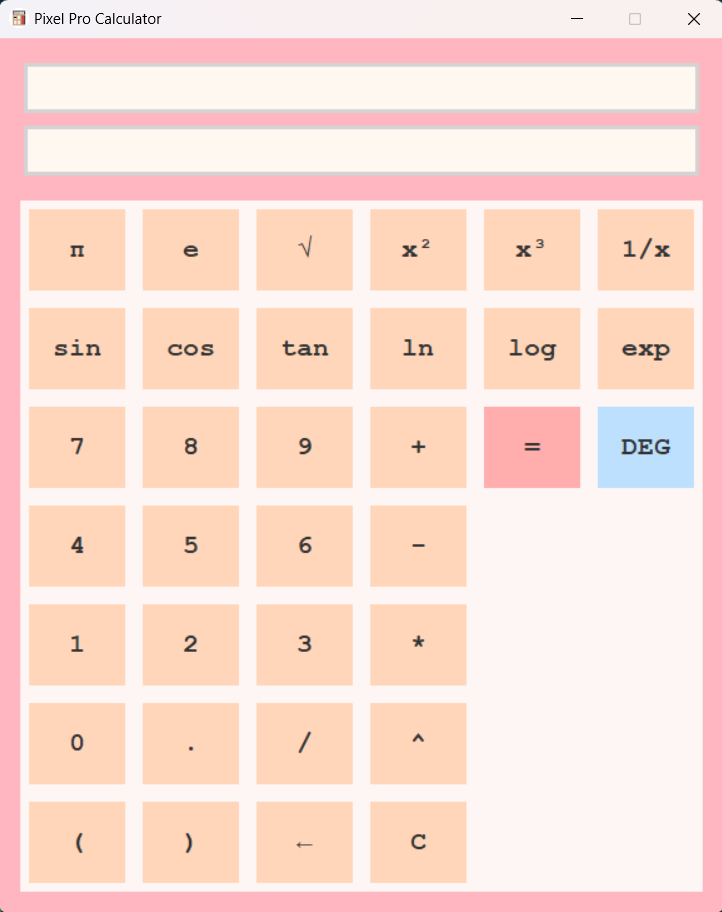 Pixel Pro Calculator
π e √ x² x³ 1/x
sin cos tan ln log exp
7 8 9 + = DEG
4 5 6 -
1 2 3 *
0 . / ^
( ) ← C